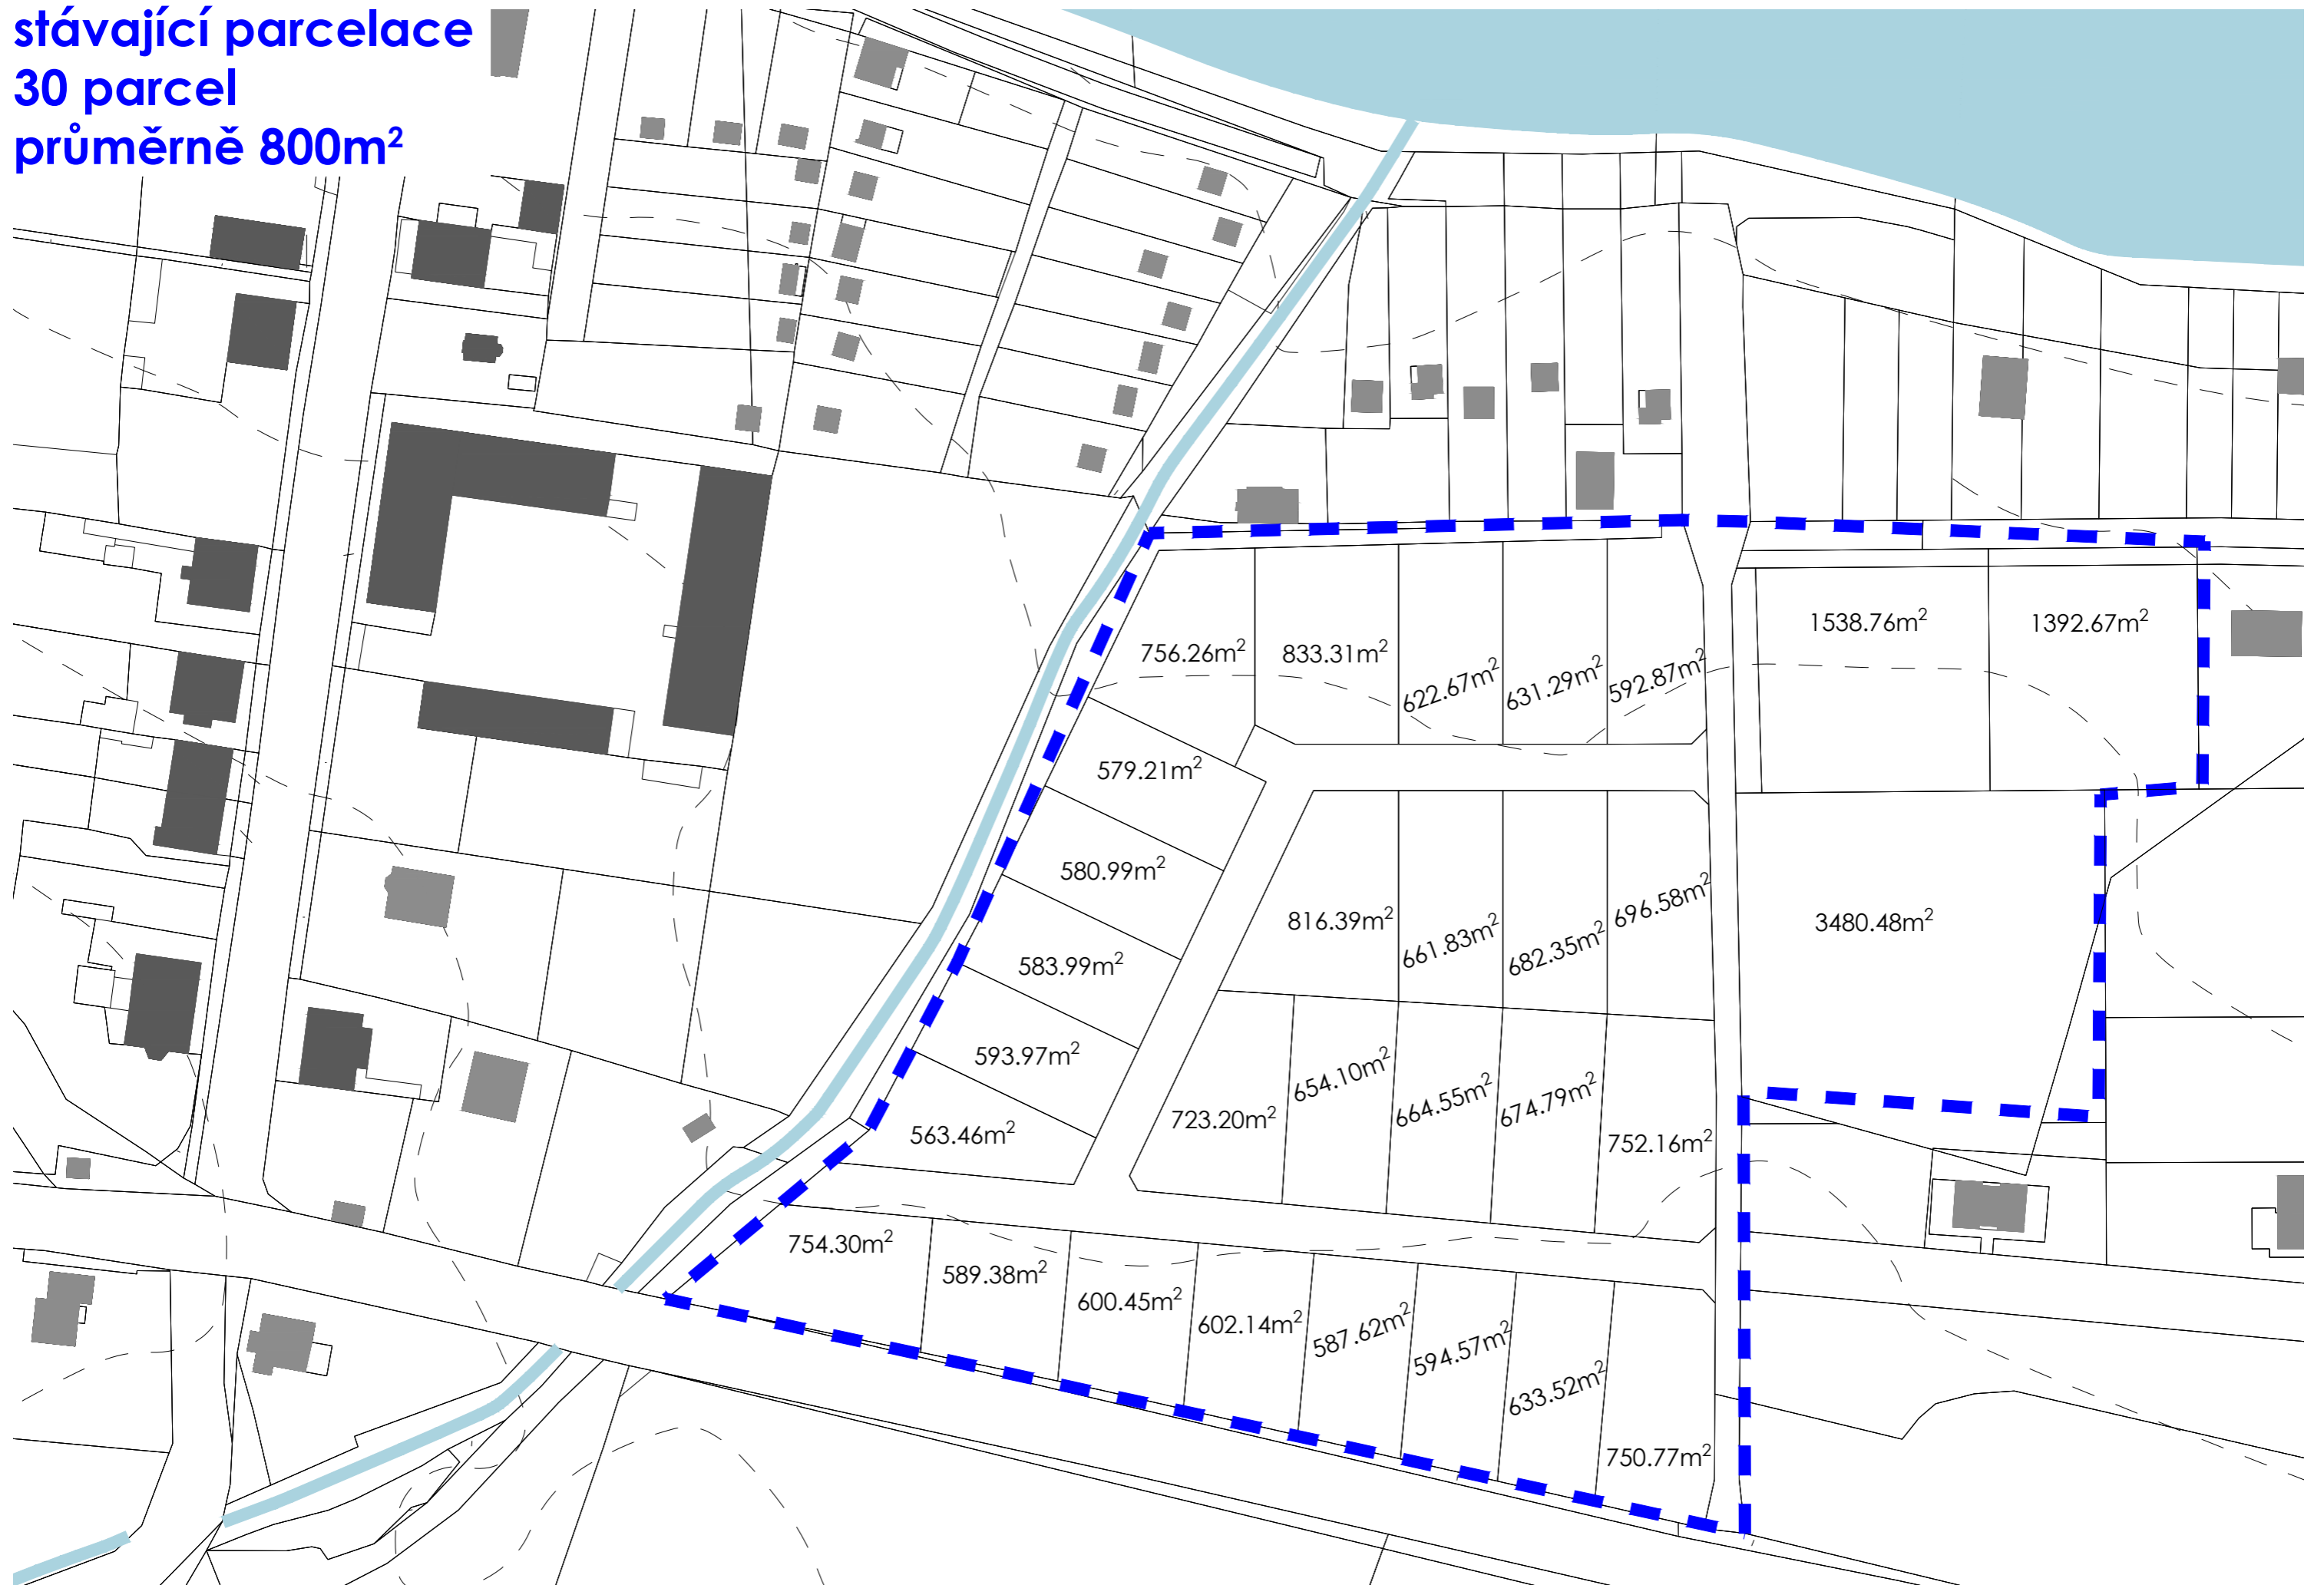 stávající parcelace
30 parcel
průměrně 800m²
756.26m²
833.31m²
622.67m²
631.29m²
592.87m²
1538.76m²
1392.67m²
579.21m²
580.99m²
583.99m²
593.97m²
563.46m²
816.39m²
661.83m²
682.35m²
696.58m²
3480.48m²
723.20m²
654.10m²
664.55m²
674.79m²
752.16m²
754.30m²
589.38m²
600.45m²
602.14m²
587.62m²
594.57m²
633.52m²
750.77m²